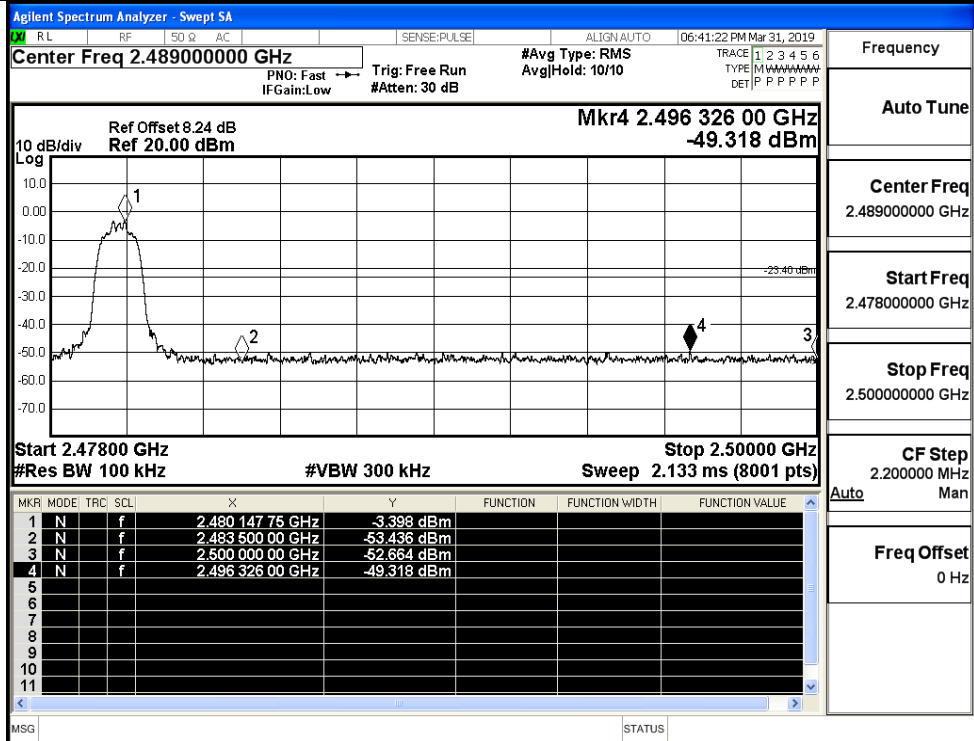 Agilent Spectrum Analyzer - Swept SA
LXI RL RF 50 Ω AC SENSE:PULSE ALIGN AUTO 06:41:22 PM Mar 31, 2019
Center Freq 2.489000000 GHz
PNO: Fast
IFGain:Low
Trig: Free Run
#Atten: 30 dB
#Avg Type: RMS
Avg|Hold: 10/10
TRACE 1 2 3 4 5 6
TYPE M WWWWW
DET P P P P P P
Mkr4 2.496 326 00 GHz
-49.318 dBm
Ref Offset 8.24 dB
10 dB/div Ref 20.00 dBm
Log
10.0
0.00
-10.0
-20.0
-30.0
-40.0
-50.0
-60.0
-70.0
1
2
3
4
-23.40 dBm
Start 2.47800 GHz Stop 2.50000 GHz
#Res BW 100 kHz #VBW 300 kHz Sweep 2.133 ms (8001 pts)
MKR MODE TRC SCL X Y FUNCTION FUNCTION WIDTH FUNCTION VALUE
1 N f 2.480 147 75 GHz -3.398 dBm
2 N f 2.483 500 00 GHz -53.436 dBm
3 N f 2.500 000 00 GHz -52.664 dBm
4 N f 2.496 326 00 GHz -49.318 dBm
5
6
7
8
9
10
11
MSG STATUS
Frequency
Auto Tune
Center Freq
2.489000000 GHz
Start Freq
2.478000000 GHz
Stop Freq
2.500000000 GHz
CF Step
2.200000 MHz
Auto Man
Freq Offset
0 Hz